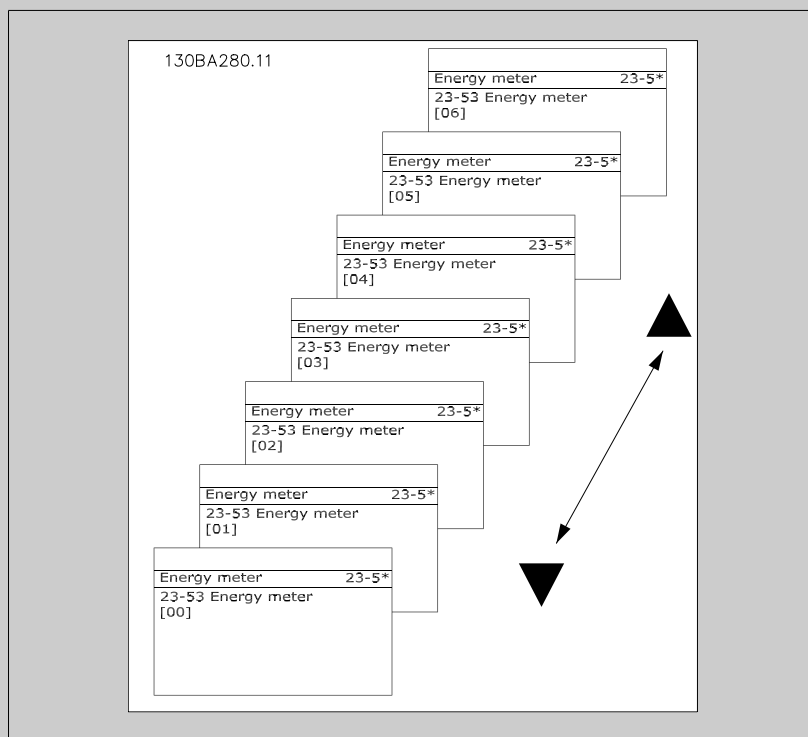 130BA280.11
Energy meter 23-5*
23-53 Energy meter
[06]
Energy meter 23-5*
23-53 Energy meter
[05]
Energy meter 23-5*
23-53 Energy meter
[04]
Energy meter 23-5*
23-53 Energy meter
[03]
Energy meter 23-5*
23-53 Energy meter
[02]
Energy meter 23-5*
23-53 Energy meter
[01]
Energy meter 23-5*
23-53 Energy meter
[00]